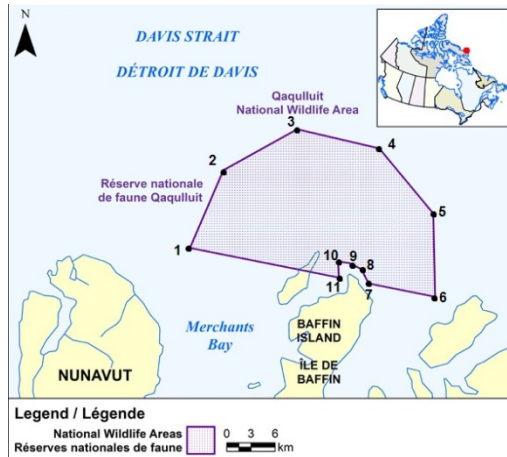 N
DAVIS STRAIT
DÉTROIT DE DAVIS
Qaqulluit
National Wildlife Area
3
4
2
Réserve nationale
de faune Qaqulluit
5
1
10
9
8
11
7
6
Merchants
Bay
BAFFIN
ISLAND
ÎLE DE
BAFFIN
NUNAVUT
Legend / Légende
National Wildlife Areas
Réserves nationales de faune
0 3 6
km